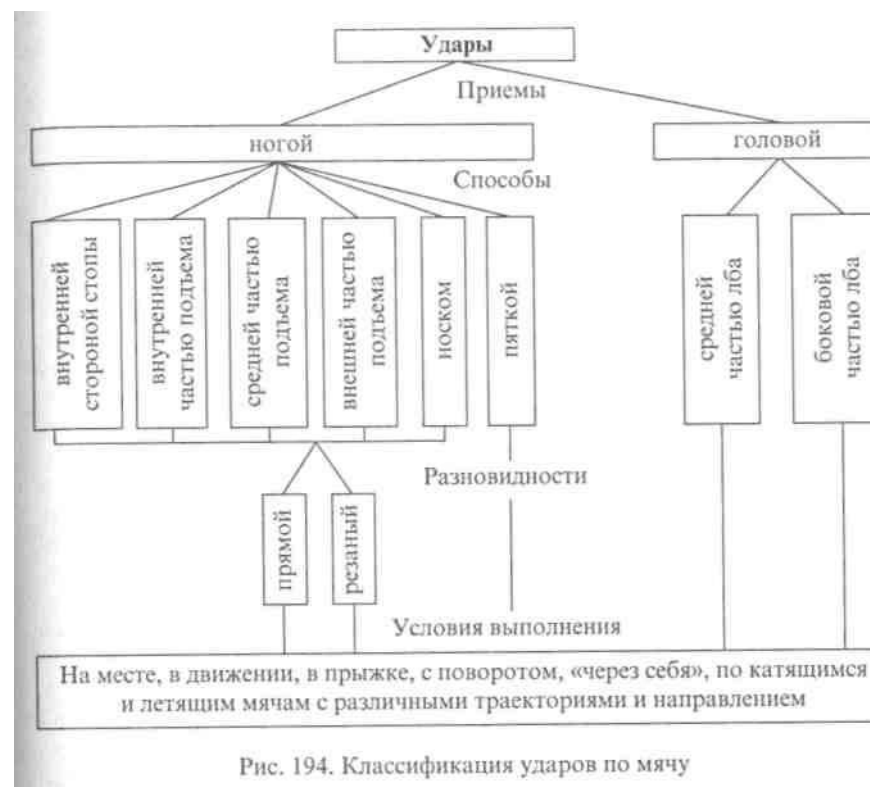 Удары
Приемы
ногой
головой
Способы
внутренней
стороной стопы
внутренней
частью подъема
средней частью
подъема
внешней частью
подъема
носком
пяткой
средней
частью лба
боковой
частью лба
Разновидности
прямой
резаный
Условия выполнения
На месте, в движении, в прыжке, с поворотом, «через себя», по катящимся
и летящим мячам с различными траекториями и направлением
Рис. 194. Классификация ударов по мячу